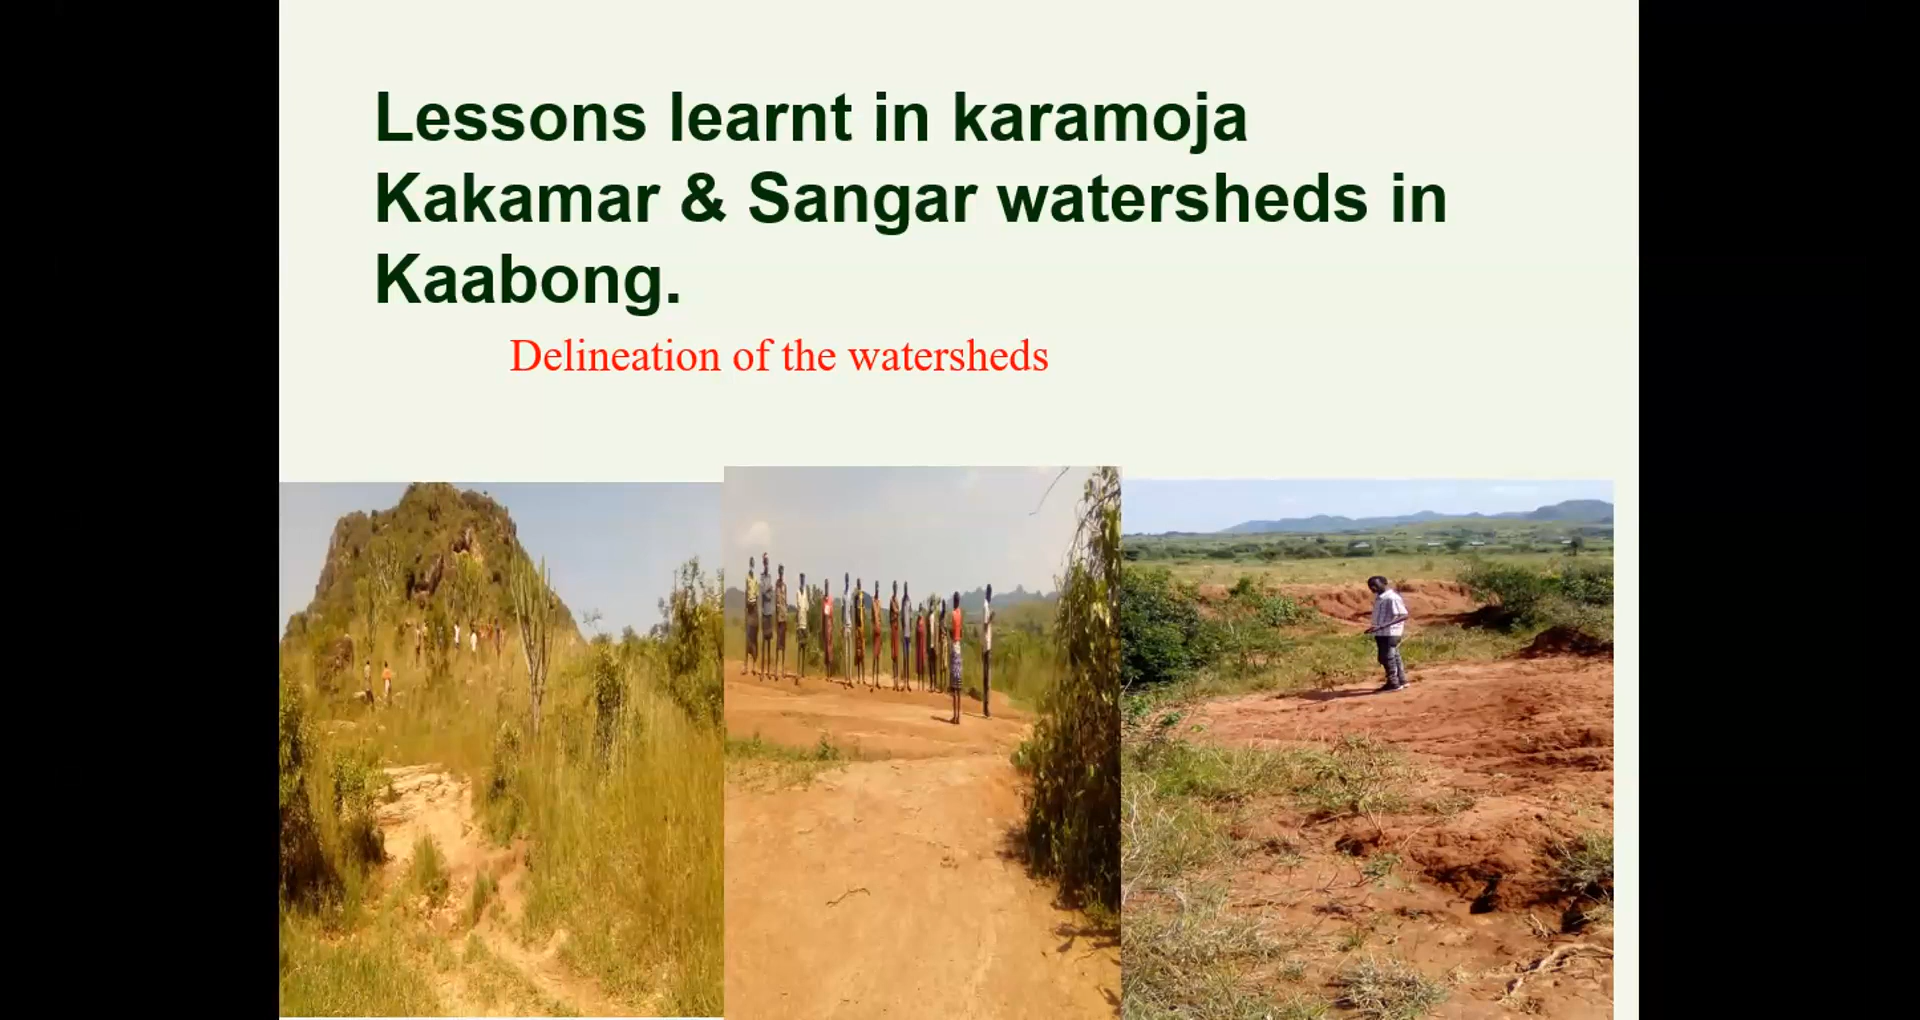 Lessons learnt in karamoja
Kakamar & Sangar watersheds in
Kaabong.
Delineation of the watersheds